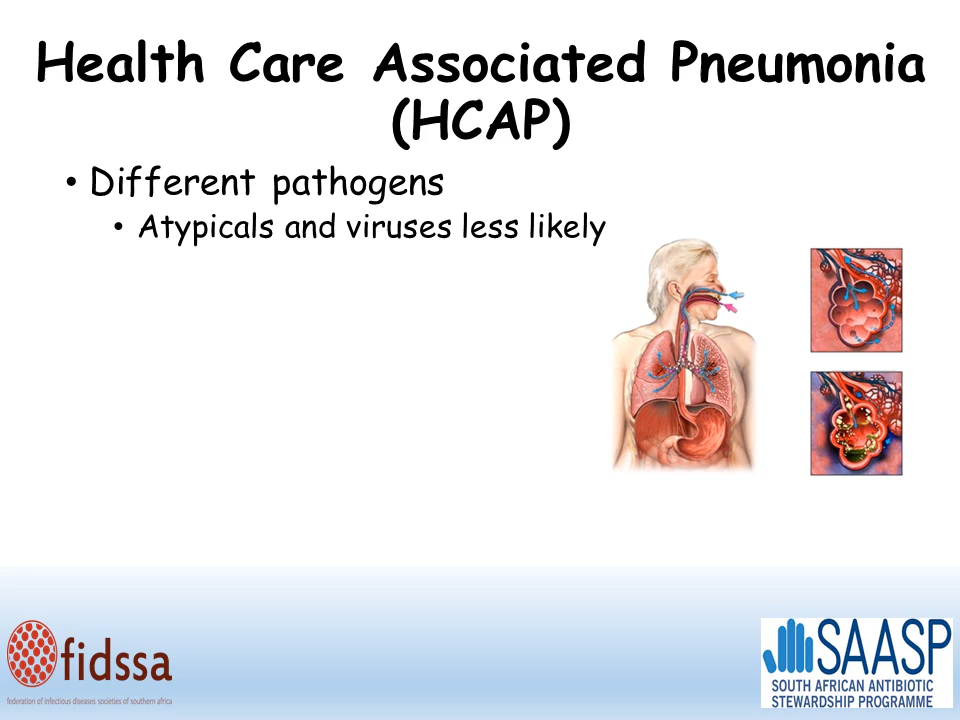 Health Care Associated Pneumonia
(HCAP)
• Different pathogens
• Atypicals and viruses less likely
fidssa
federation of infectious diseases societies of southern africa
SAASP
SOUTH AFRICAN ANTIBIOTIC
STEWARDSHIP PROGRAMME